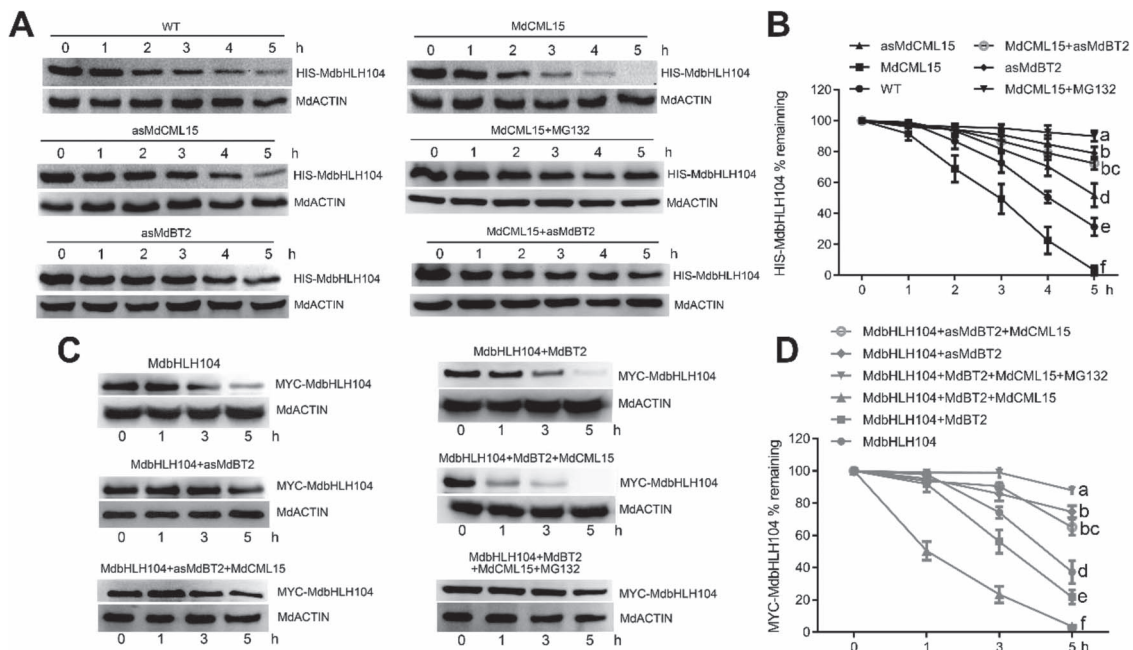 A
WT
0 1 2 3 4 5 h
HIS-MdbHLH104
MdACTIN
MdCML15
0 1 2 3 4 5 h
HIS-MdbHLH104
MdACTIN
asMdCML15
0 1 2 3 4 5 h
HIS-MdbHLH104
MdACTIN
MdCML15+MG132
0 1 2 3 4 5 h
HIS-MdbHLH104
MdACTIN
asMdBT2
0 1 2 3 4 5 h
HIS-MdbHLH104
MdACTIN
MdCML15+asMdBT2
0 1 2 3 4 5 h
HIS-MdbHLH104
MdACTIN
B
asMdCML15 MdCML15+asMdBT2
MdCML15 asMdBT2
WT MdCML15+MG132
HIS-MdbHLH104 % remainning
120
100
80
60
40
20
0
a
b
bc
d
e
f
0 1 2 3 4 5 h
C
MdbHLH104
MYC-MdbHLH104
MdACTIN
0 1 3 5 h
MdbHLH104+MdBT2
MYC-MdbHLH104
MdACTIN
0 1 3 5 h
MdbHLH104+asMdBT2
MYC-MdbHLH104
MdACTIN
0 1 3 5 h
MdbHLH104+MdBT2+MdCML15
MYC-MdbHLH104
MdACTIN
0 1 3 5 h
MdbHLH104+asMdBT2+MdCML15
MYC-MdbHLH104
MdACTIN
0 1 3 5 h
MdbHLH104+MdBT2
+MdCML15+MG132
MYC-MdbHLH104
MdACTIN
0 1 3 5 h
D
MdbHLH104+asMdBT2+MdCML15
MdbHLH104+asMdBT2
MdbHLH104+MdBT2+MdCML15+MG132
MdbHLH104+MdBT2+MdCML15
MdbHLH104+MdBT2
MdbHLH104
MYC-MdbHLH104 % remaining
120
100
80
60
40
20
0
a
b
bc
d
e
f
0 1 3 5 h